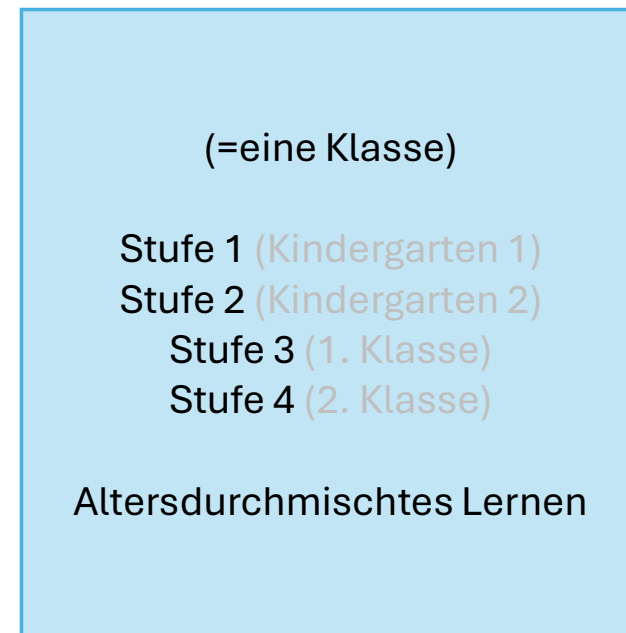 (=eine Klasse)
Stufe 1 (Kindergarten 1)
Stufe 2 (Kindergarten 2)
Stufe 3 (1. Klasse)
Stufe 4 (2. Klasse)
Altersdurchmischtes Lernen